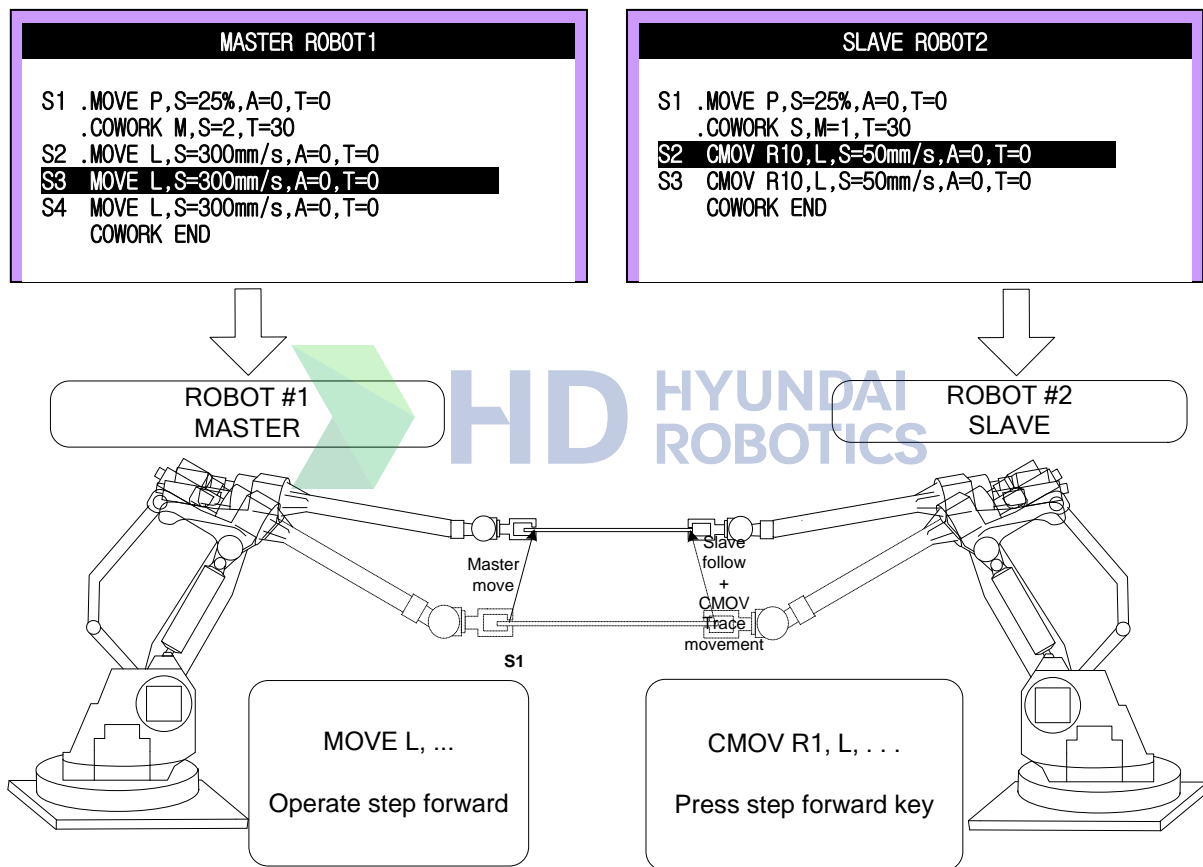 MASTER ROBOT1
S1 .MOVE P,S=25%,A=0,T=0
.COWORK M,S=2,T=30
S2 .MOVE L,S=300mm/s,A=0,T=0
S3 MOVE L,S=300mm/s,A=0,T=0
S4 MOVE L,S=300mm/s,A=0,T=0
COWORK END
SLAVE ROBOT2
S1 .MOVE P,S=25%,A=0,T=0
.COWORK S,M=1,T=30
S2 CMOV R10,L,S=50mm/s,A=0,T=0
S3 CMOV R10,L,S=50mm/s,A=0,T=0
COWORK END
ROBOT #1
MASTER
HD HYUNDAI
ROBOTICS
ROBOT #2
SLAVE
Master
move
Slave
follow
+
CMOV
Trace
movement
S1
MOVE L, ...
Operate step forward
CMOV R1, L, . . .
Press step forward key